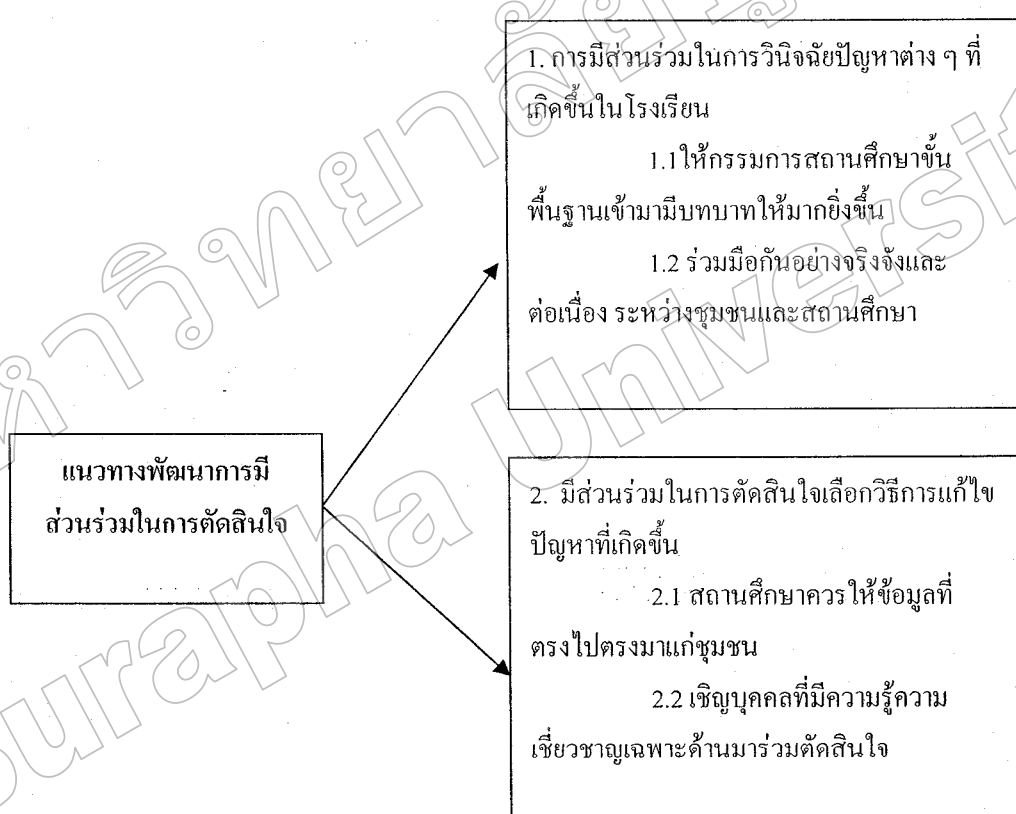 1. การมีส่วนร่วมในการวินิจฉัยปัญหาต่าง ๆ ที่
เกิดขึ้นในโรงเรียน
1.1ให้กรรมการสถานศึกษาขั้น
พื้นฐานเข้ามามีบทบาทให้มากยิ่งขึ้น
1.2 ร่วมมือกันอย่างจริงจังและ
ต่อเนื่อง ระหว่างชุมชนและสถานศึกษา
แนวทางพัฒนาการมี
ส่วนร่วมในการตัดสินใจ
2. มีส่วนร่วมในการตัดสินใจเลือกวิธีการแก้ไข
ปัญหาที่เกิดขึ้น
2.1 สถานศึกษาควรให้ข้อมูลที่
ตรงไปตรงมาแก่ชุมชน
2.2 เชิญบุคคลที่มีความรู้ความ
เชี่ยวชาญเฉพาะด้านมาร่วมตัดสินใจ
หาวิทยาลัย
Burapha Universit